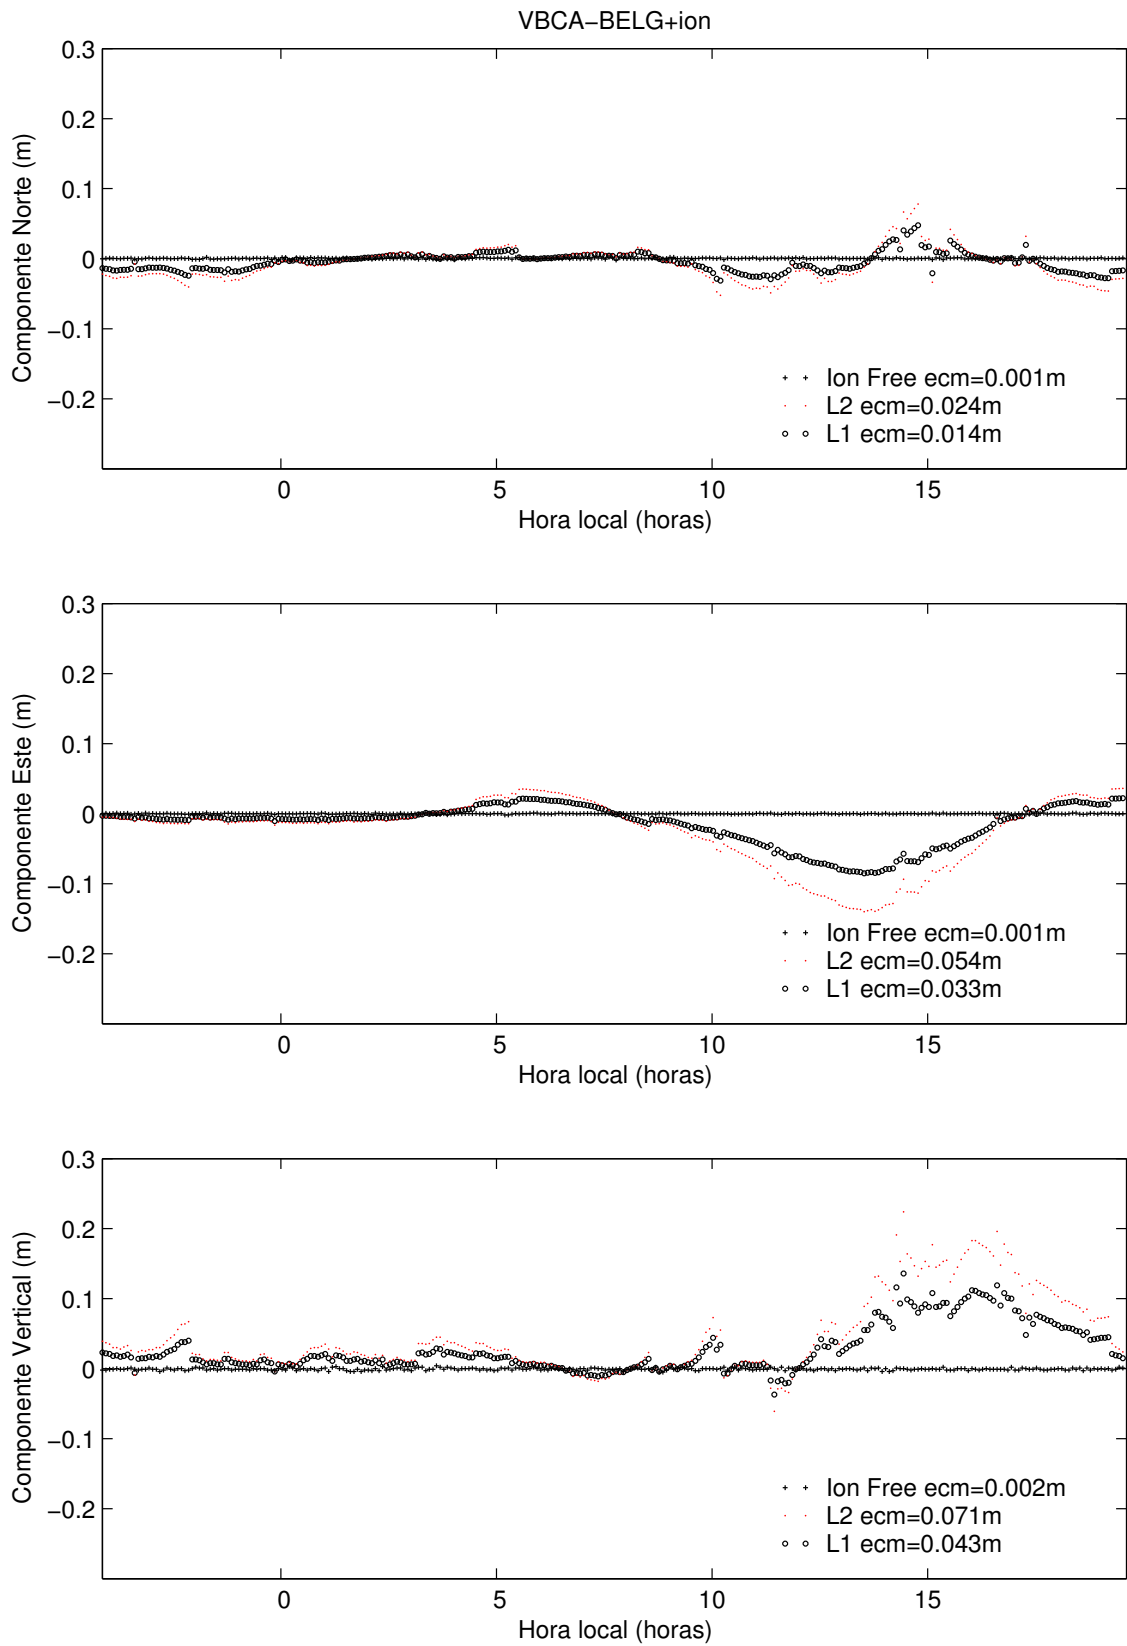 VBCA−BELG+ion
0.3
0.2
0.1
0
−0.1
−0.2
Componente Norte (m)
Ion Free ecm=0.001m
L2 ecm=0.024m
L1 ecm=0.014m
0 5 10 15
Hora local (horas)
0.3
0.2
0.1
0
−0.1
−0.2
Componente Este (m)
Ion Free ecm=0.001m
L2 ecm=0.054m
L1 ecm=0.033m
0 5 10 15
Hora local (horas)
0.3
0.2
0.1
0
−0.1
−0.2
Componente Vertical (m)
Ion Free ecm=0.002m
L2 ecm=0.071m
L1 ecm=0.043m
0 5 10 15
Hora local (horas)